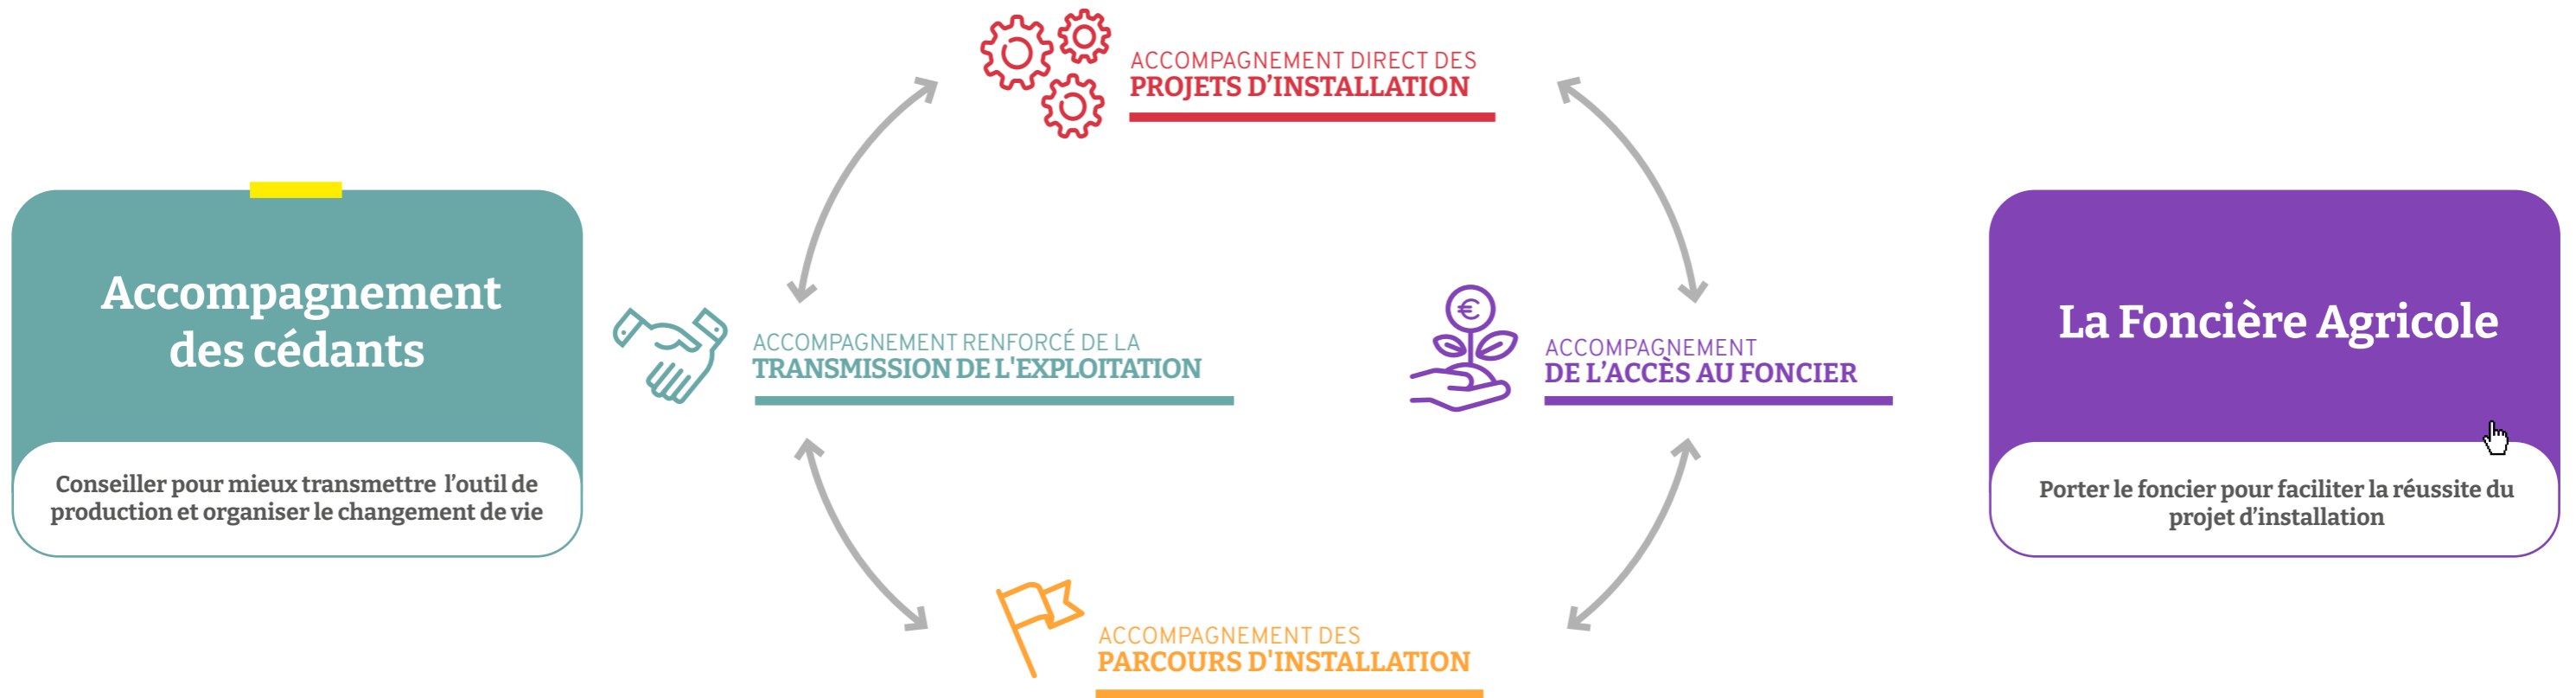 ACCOMPAGNEMENT DIRECT DES
PROJETS D'INSTALLATION
Accompagnement
des cédants
Conseiller pour mieux transmettre l'outil de
production et organiser le changement de vie
ACCOMPAGNEMENT RENFORCÉ DE LA
TRANSMISSION DE L'EXPLOITATION
€
ACCOMPAGNEMENT
DE L'ACCÈS AU FONCIER
La Foncière Agricole
Porter le foncier pour faciliter la réussite du
projet d'installation
ACCOMPAGNEMENT DES
PARCOURS D'INSTALLATION